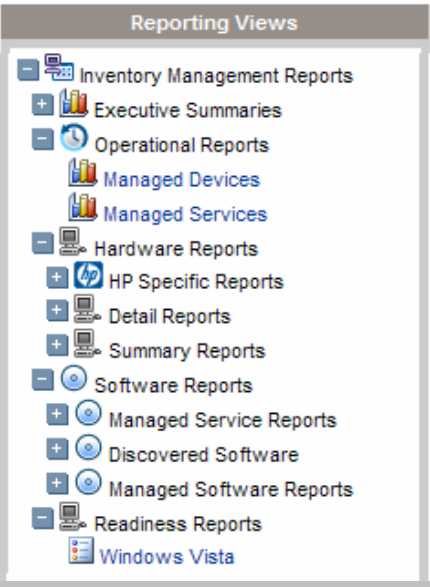 Reporting Views
Inventory Management Reports
Executive Summaries
Operational Reports
Managed Devices
Managed Services
Hardware Reports
hp HP Specific Reports
Detail Reports
Summary Reports
Software Reports
Managed Service Reports
Discovered Software
Managed Software Reports
Readiness Reports
Windows Vista